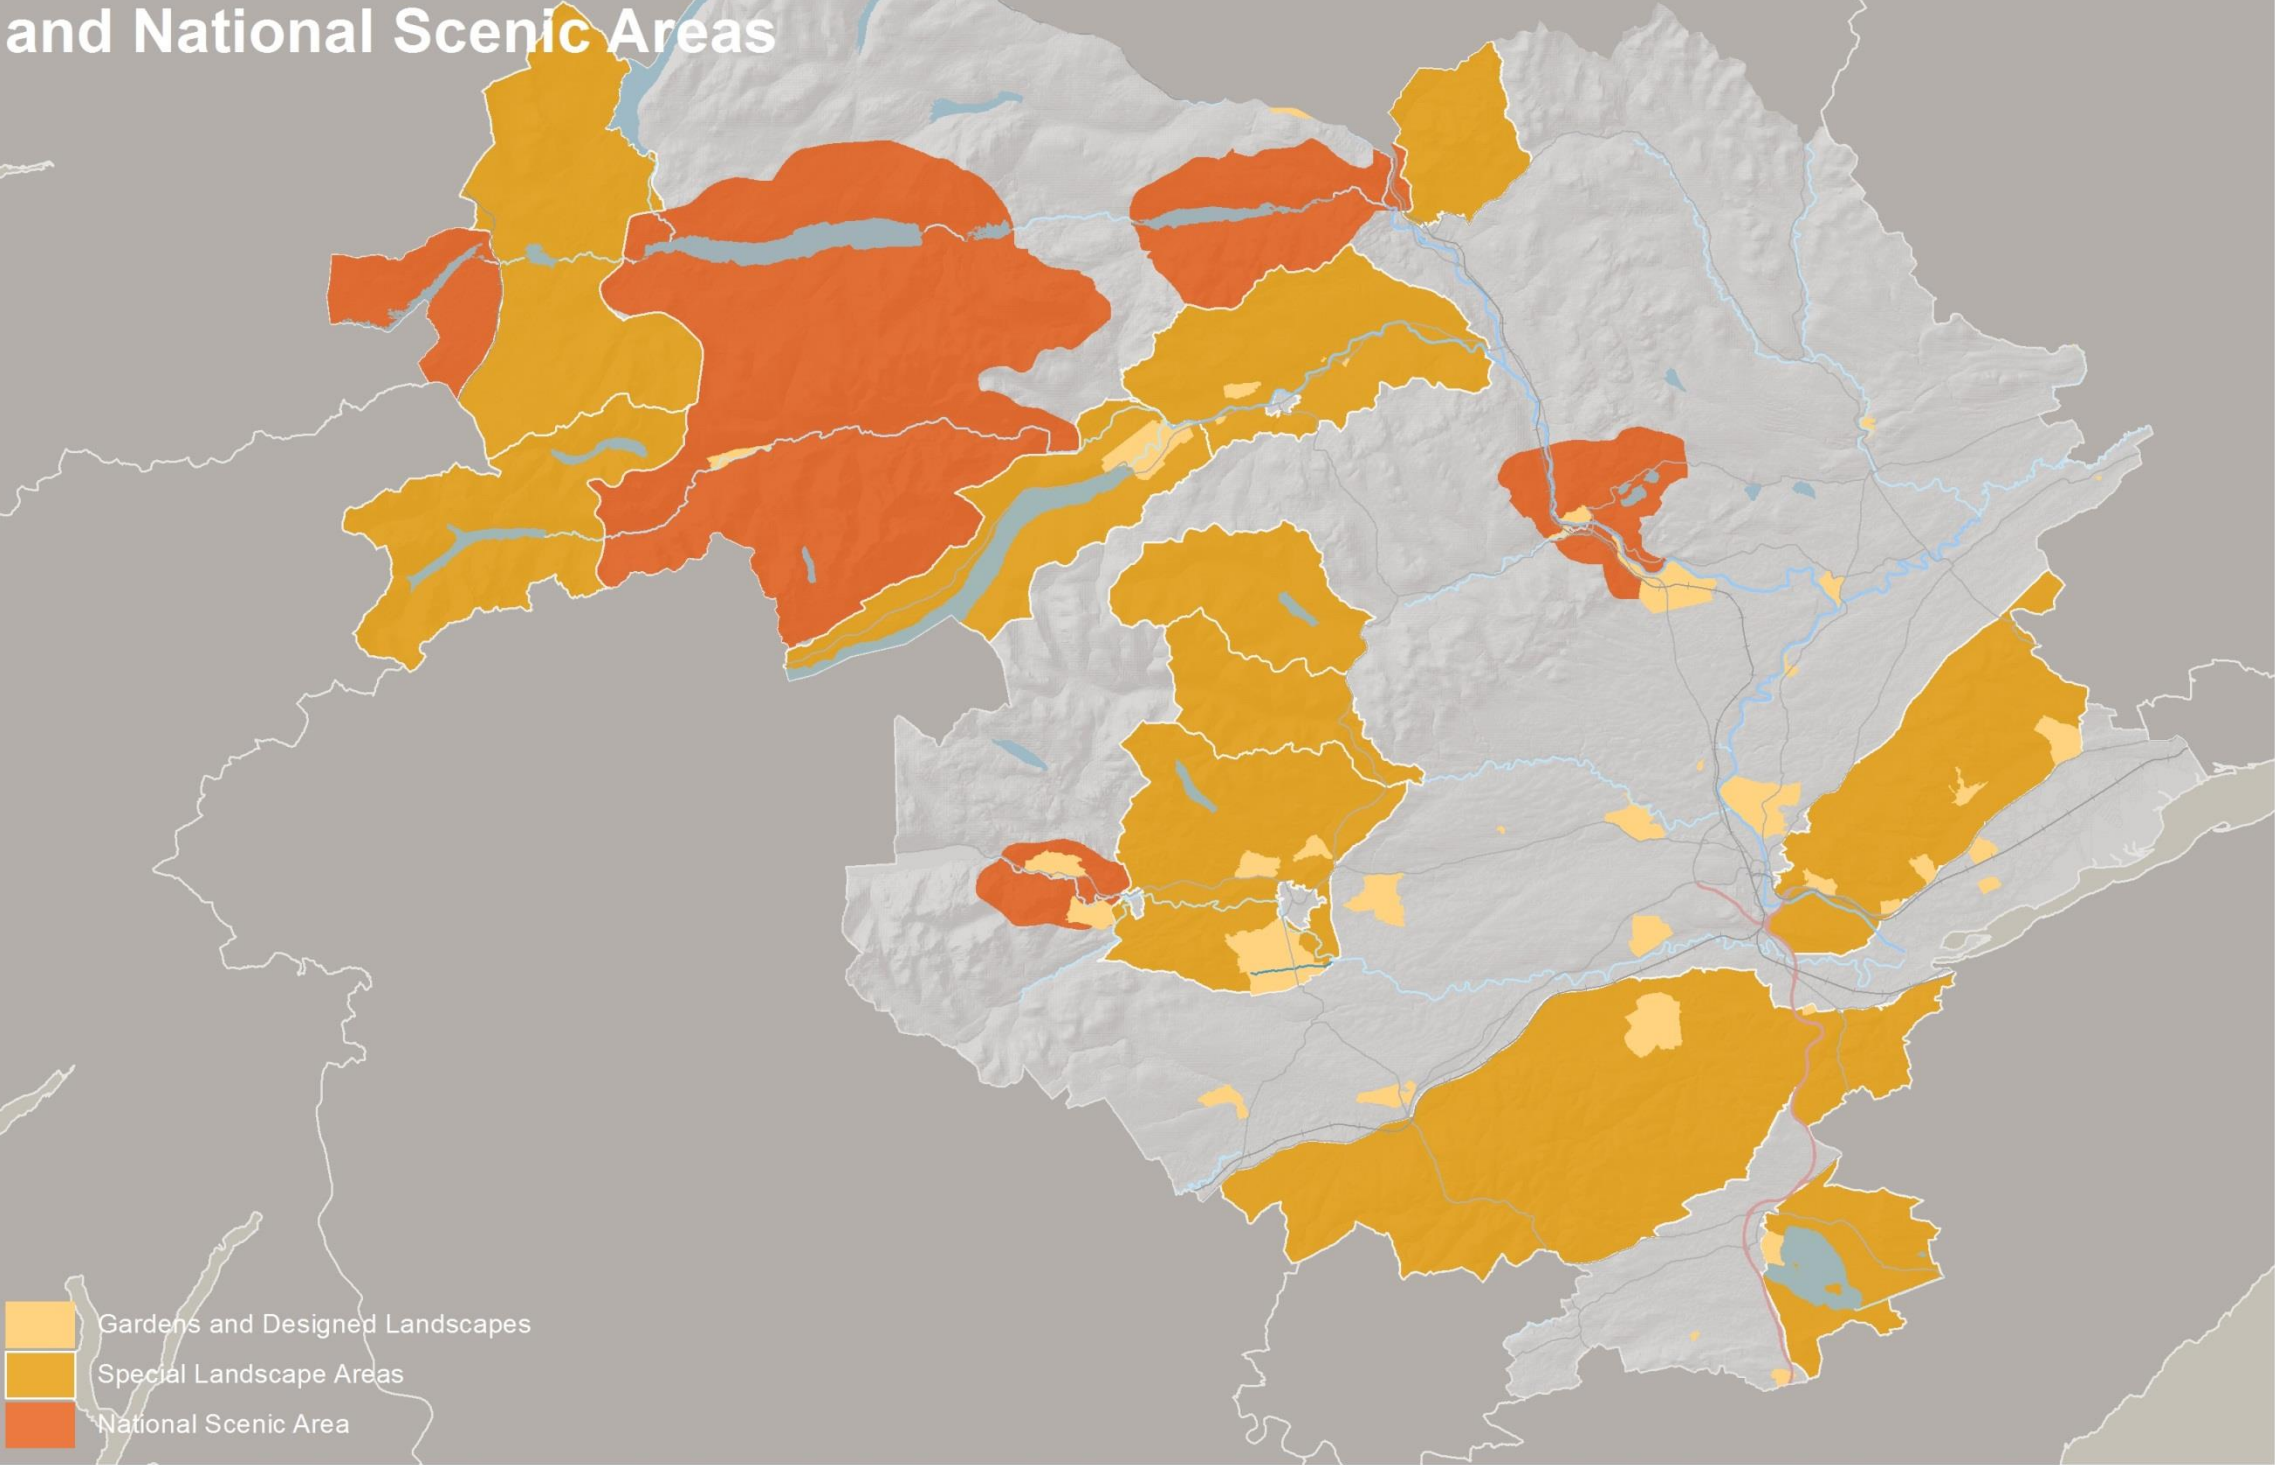 and National Scenic Areas
Gardens and Designed Landscapes
Special Landscape Areas
National Scenic Area